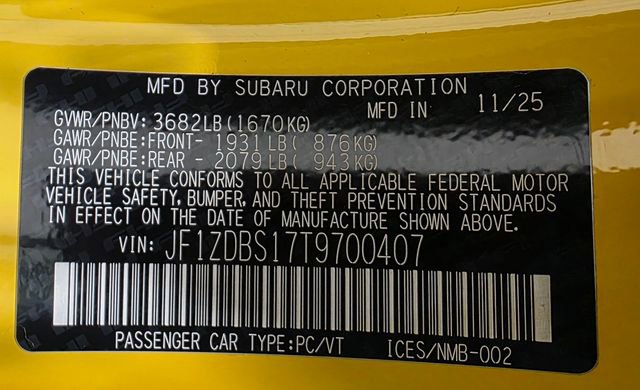 MFD BY SUBARU CORPORATION
MFD IN 11/25
GVWR/PNBV: 3682LB(1670KG)
GAWR/PNBE:FRONT- 1931LB( 876KG)
GAWR/PNBE:REAR - 2079LB( 943KG)
THIS VEHICLE CONFORMS TO ALL APPLICABLE FEDERAL MOTOR
VEHICLE SAFETY, BUMPER, AND THEFT PREVENTION STANDARDS
IN EFFECT ON THE DATE OF MANUFACTURE SHOWN ABOVE.
VIN: JF1ZDBS17T9700407
PASSENGER CAR TYPE:PC/VT ICES/NMB-002